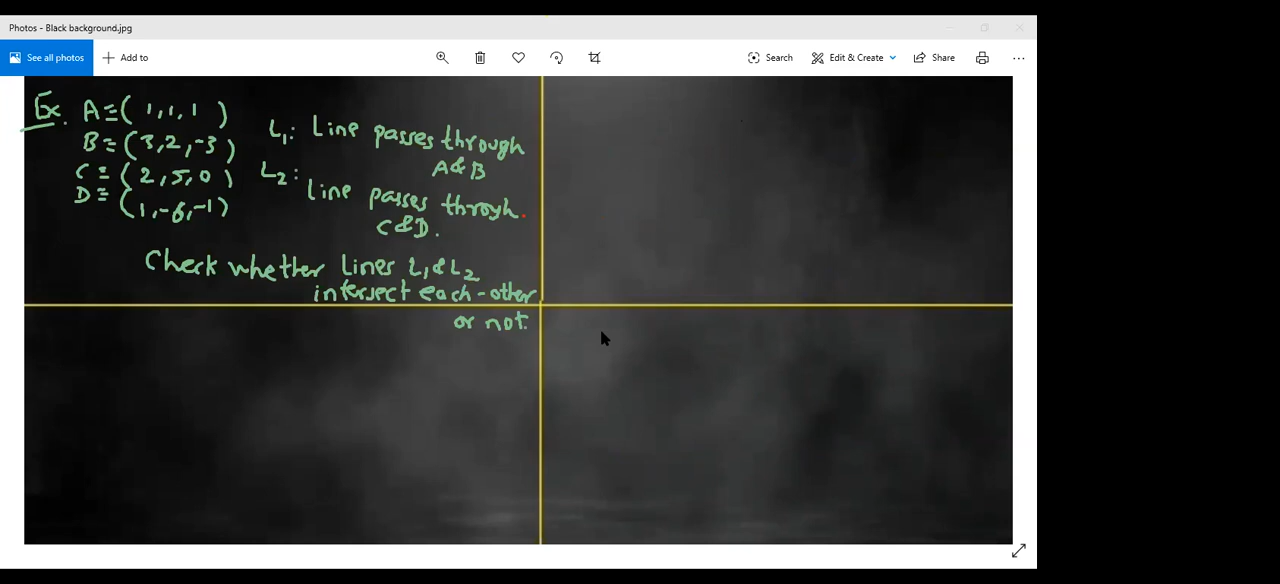 Photos - Black background.jpg
See all photos
Add to
Search
Edit & Create
Share
Ex. A ≡ ( 1, 1, 1 )
B ≡ (3, 2, -3 )
C ≡ ( 2, 5, 0 )
D ≡ (1, -6, -1)
L₁: Line passes through
A & B
L₂:
Line passes through.
C & D.
Check whether Lines L₁ & L₂
intersect each-other
or not.